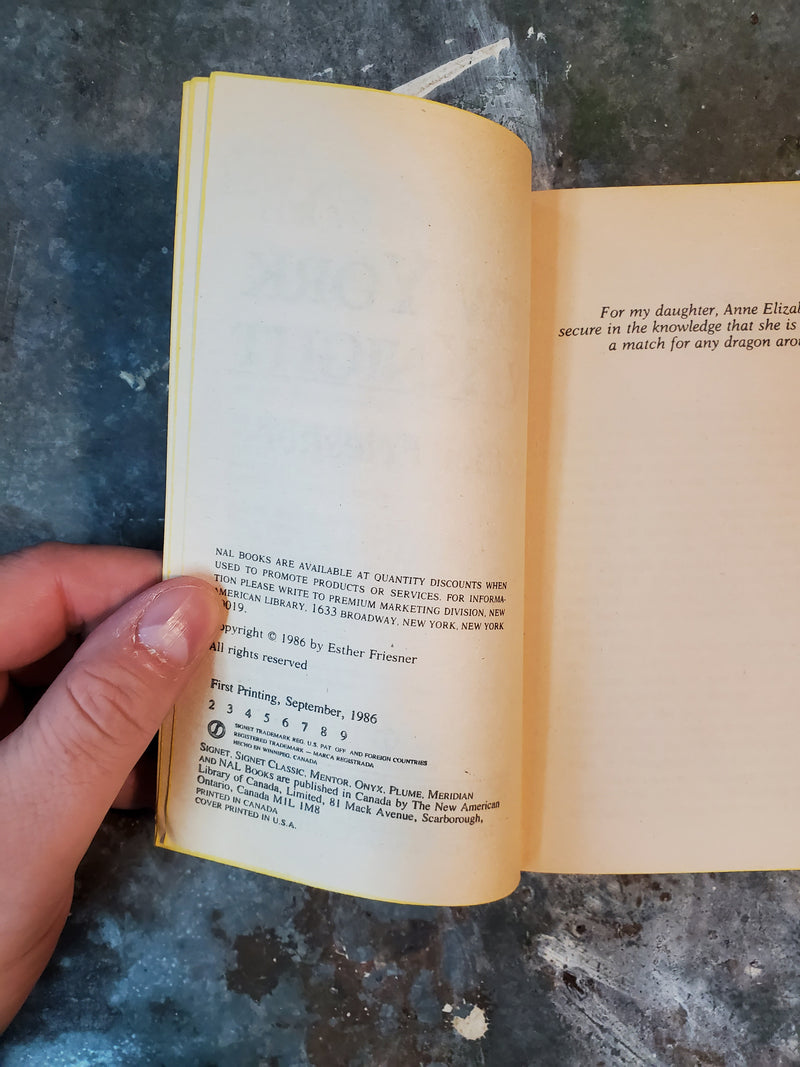 NAL BOOKS ARE AVAILABLE AT QUANTITY DISCOUNTS WHEN
USED TO PROMOTE PRODUCTS OR SERVICES. FOR INFORMA-
TION PLEASE WRITE TO PREMIUM MARKETING DIVISION, NEW
AMERICAN LIBRARY, 1633 BROADWAY, NEW YORK, NEW YORK
0019.
opyright © 1986 by Esther Friesner
All rights reserved
First Printing, September, 1986
2 3 4 5 6 7 8 9
SIGNET TRADEMARK REG. U.S. PAT. OFF. AND FOREIGN COUNTRIES
REGISTERED TRADEMARK — MARCA REGISTRADA
HECHO EN WINNIPEG, CANADA
SIGNET, SIGNET CLASSIC, MENTOR, ONYX, PLUME, MERIDIAN
AND NAL BOOKS are published in Canada by The New American
Library of Canada, Limited, 81 Mack Avenue, Scarborough,
Ontario, Canada M1L 1M8
PRINTED IN CANADA
COVER PRINTED IN U.S.A.
For my daughter, Anne Elizab
secure in the knowledge that she is
a match for any dragon arou